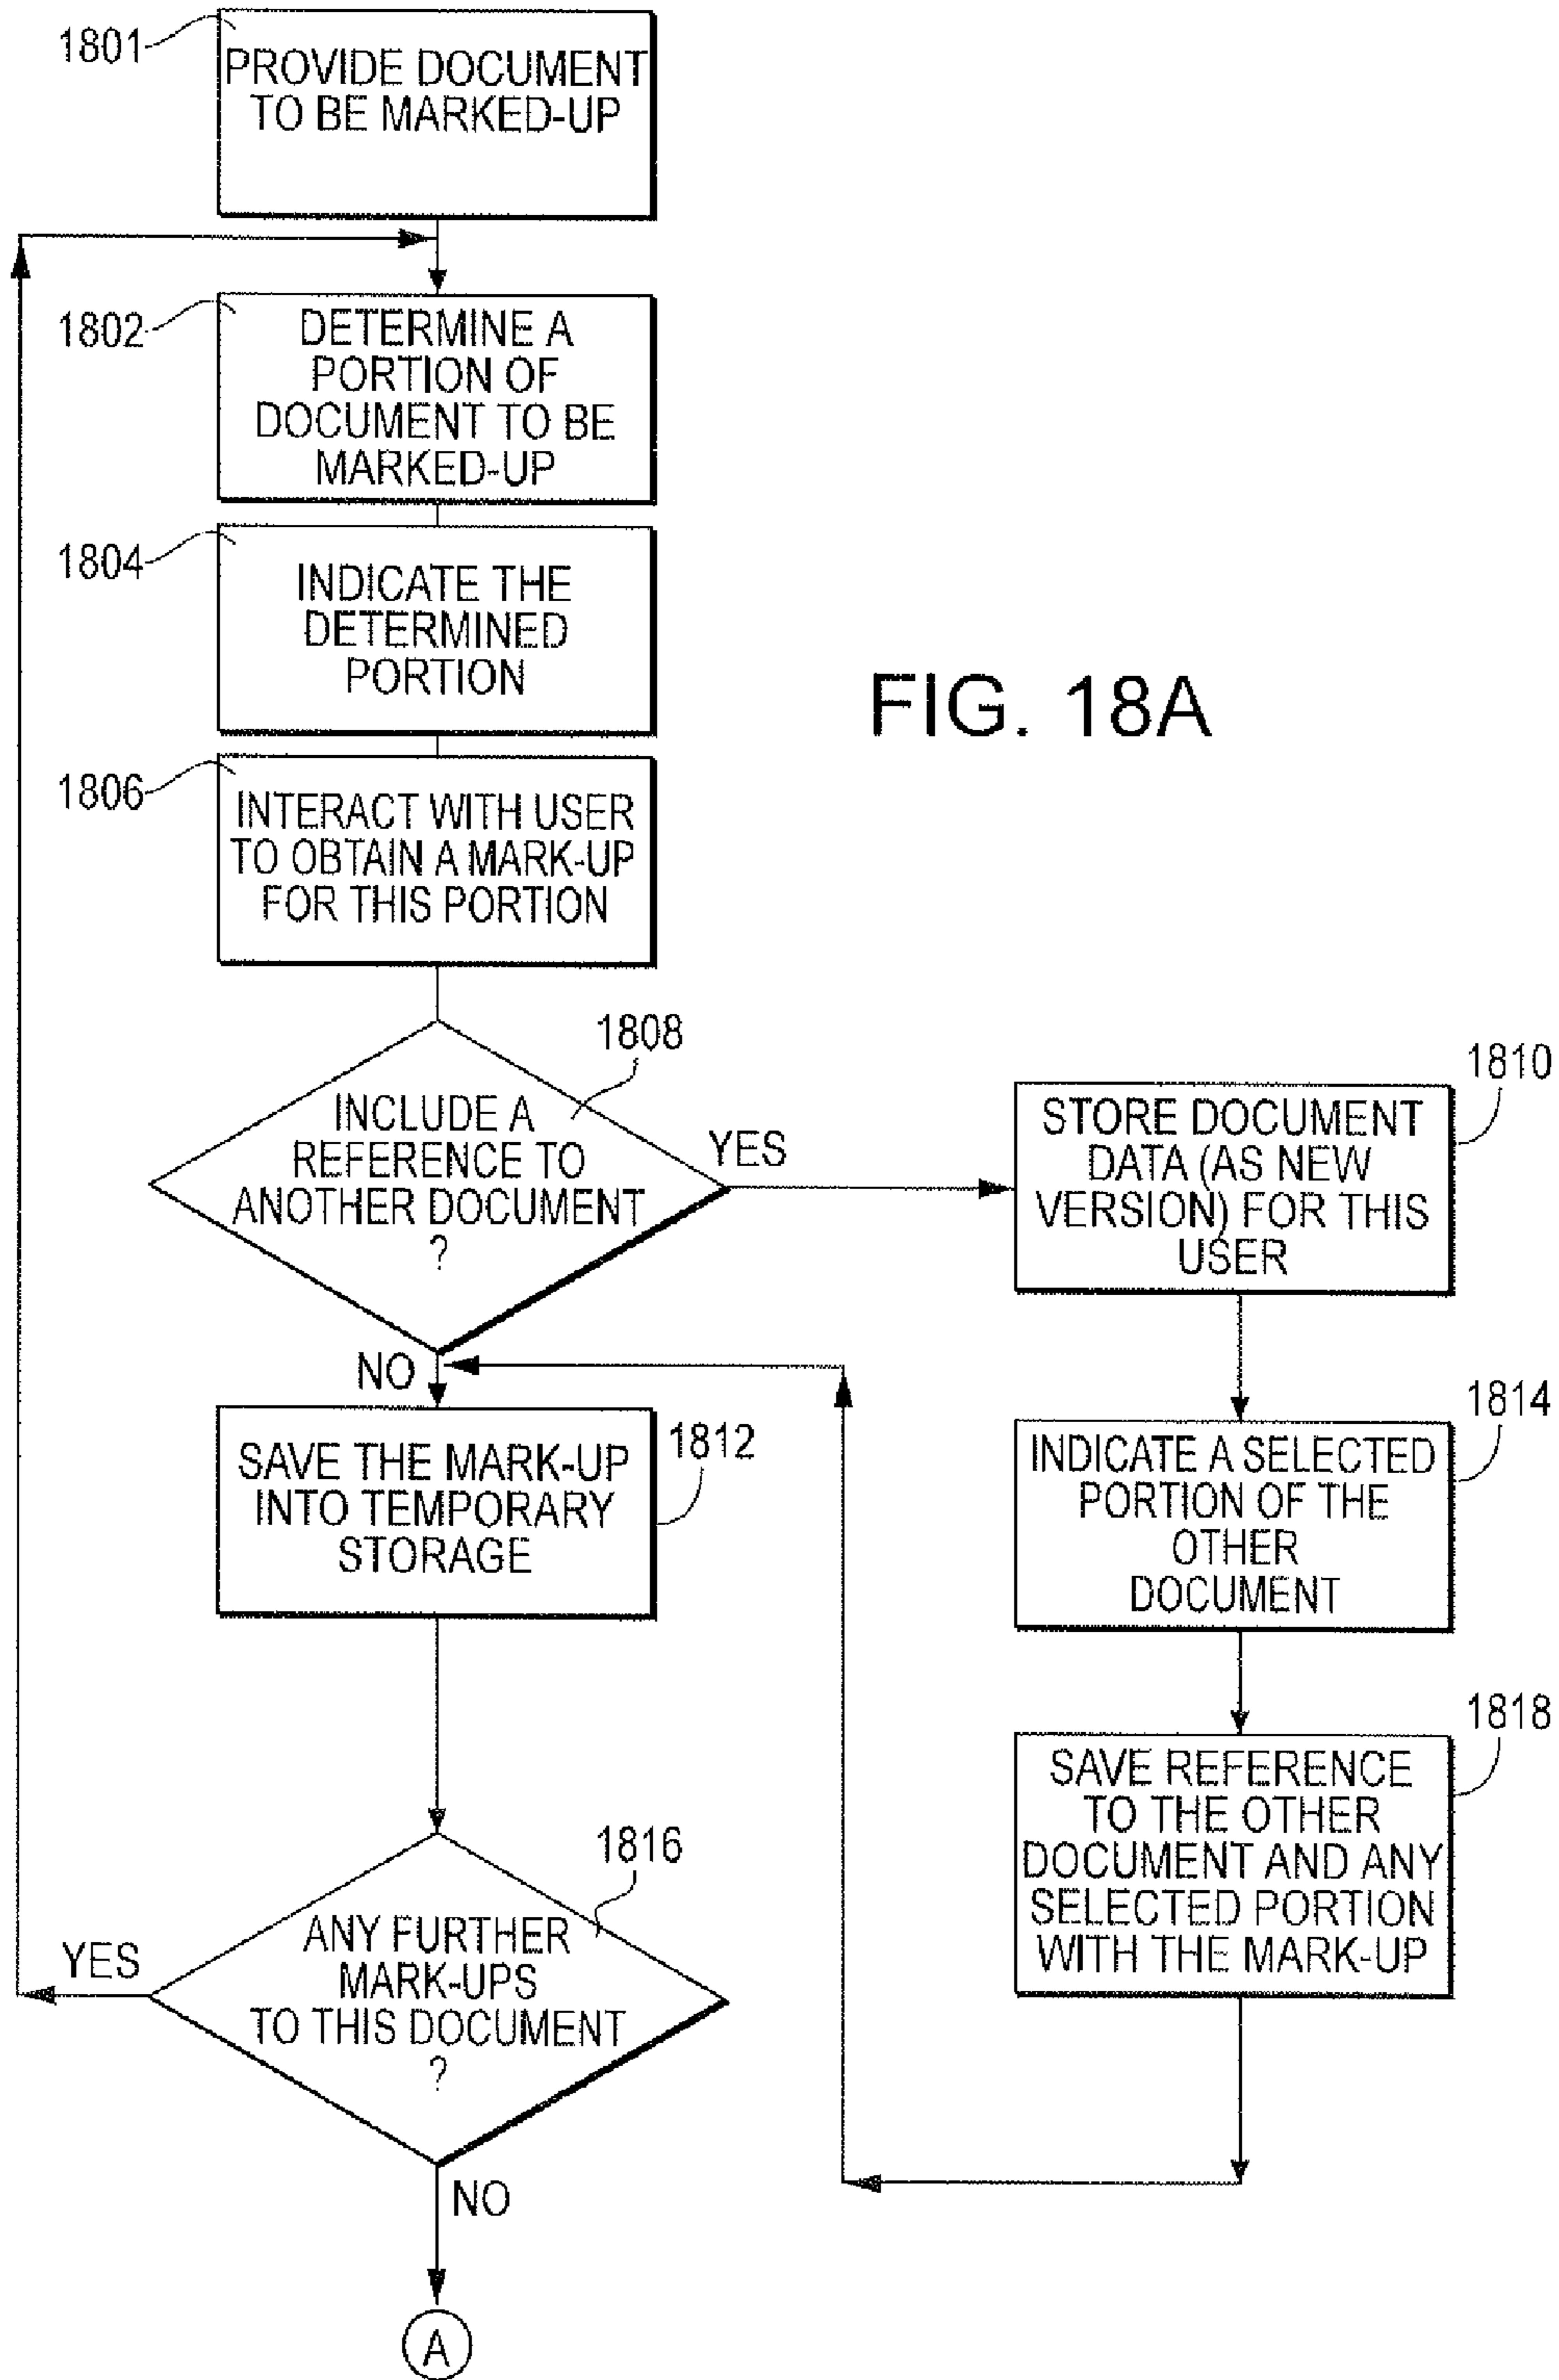 1801
PROVIDE DOCUMENT
TO BE MARKED-UP
1802
DETERMINE A
PORTION OF
DOCUMENT TO BE
MARKED-UP
1804
INDICATE THE
DETERMINED
PORTION
FIG. 18A
1806
INTERACT WITH USER
TO OBTAIN A MARK-UP
FOR THIS PORTION
1808
INCLUDE A
REFERENCE TO
ANOTHER DOCUMENT
?
YES
NO
1810
STORE DOCUMENT
DATA (AS NEW
VERSION) FOR THIS
USER
1812
SAVE THE MARK-UP
INTO TEMPORARY
STORAGE
1814
INDICATE A SELECTED
PORTION OF THE
OTHER
DOCUMENT
1816
ANY FURTHER
MARK-UPS
TO THIS DOCUMENT
?
YES
NO
1818
SAVE REFERENCE
TO THE OTHER
DOCUMENT AND ANY
SELECTED PORTION
WITH THE MARK-UP
A